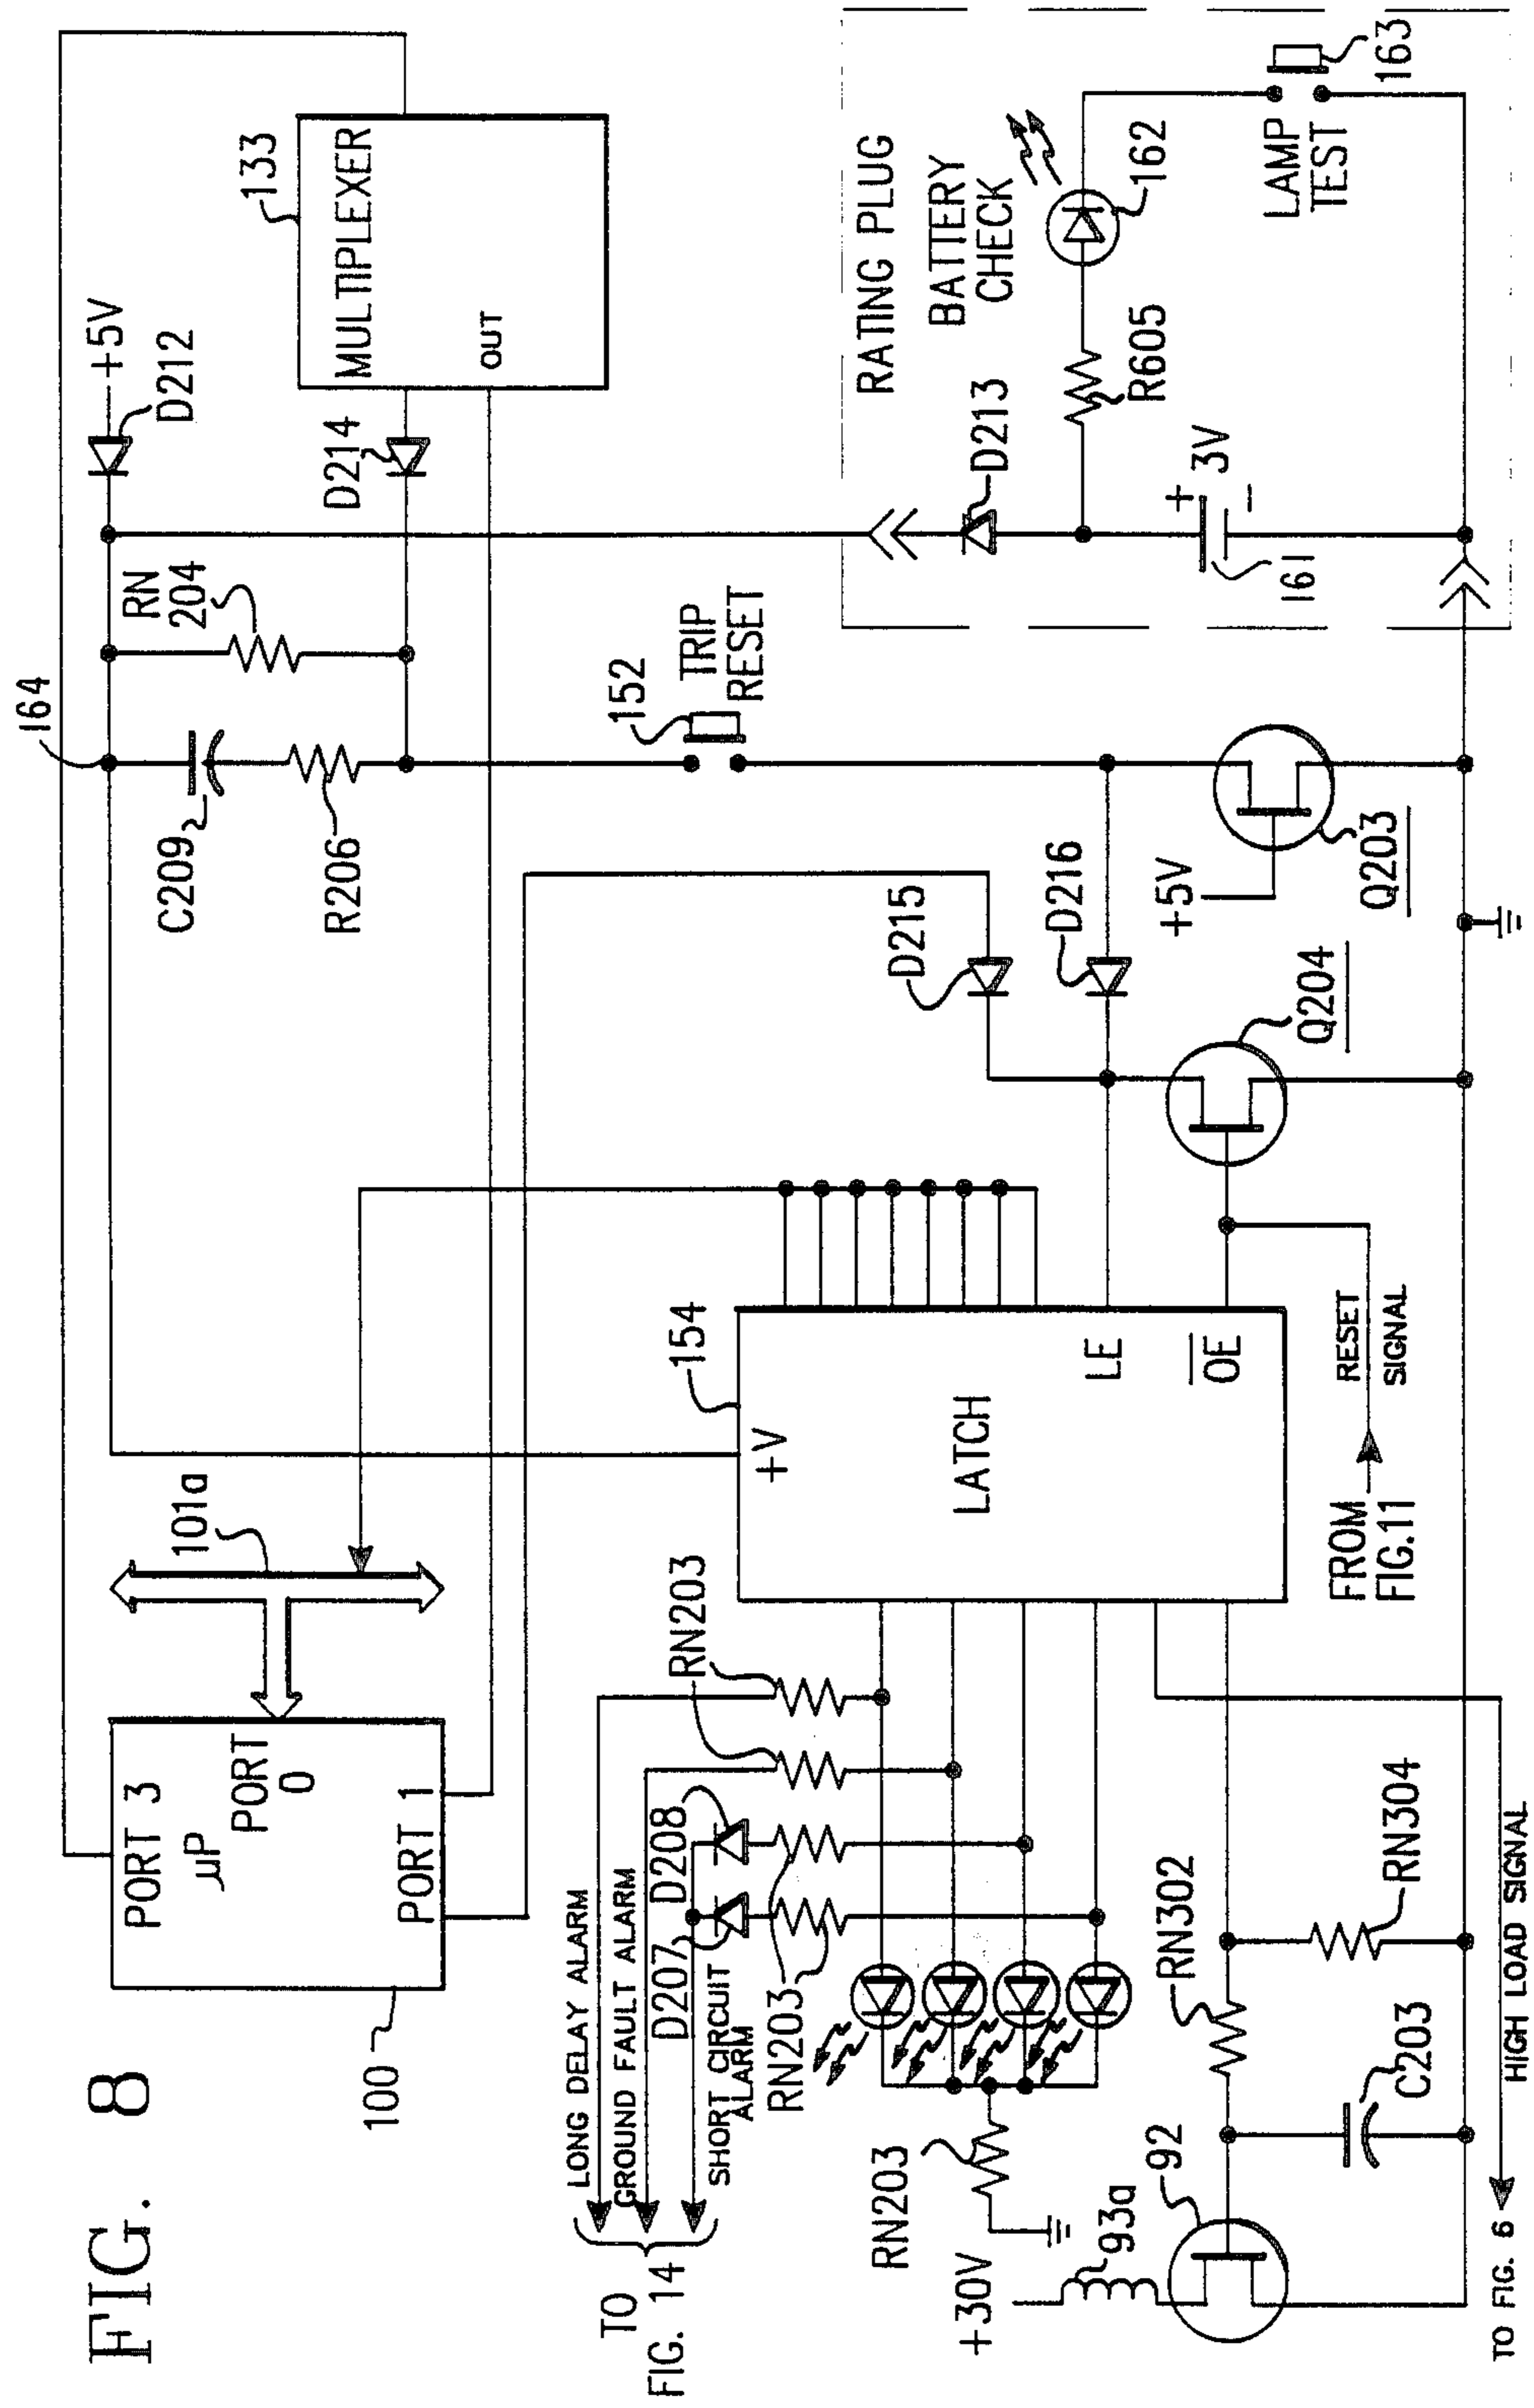 FIG. 8
164
+5V
D212
133
MULTIPLEXER
OUT
D214
RN
204
C209
R206
152
TRIP
RESET
RATING PLUG
BATTERY
CHECK
162
R605
D213
+
3V
-
161
LAMP
TEST
163
101a
PORT 3
µP
PORT
0
PORT 1
100
D215
D216
+5V
Q203
Q204
154
+V
LATCH
LE
OE
RESET
SIGNAL
FROM
FIG.11
RN203
D208
D207
RN203
LONG DELAY ALARM
GROUND FAULT ALARM
SHORT CIRCUIT
ALARM
TO
FIG. 14
RN203
+30V
93a
92
RN302
RN304
C203
HIGH LOAD SIGNAL
TO FIG. 6